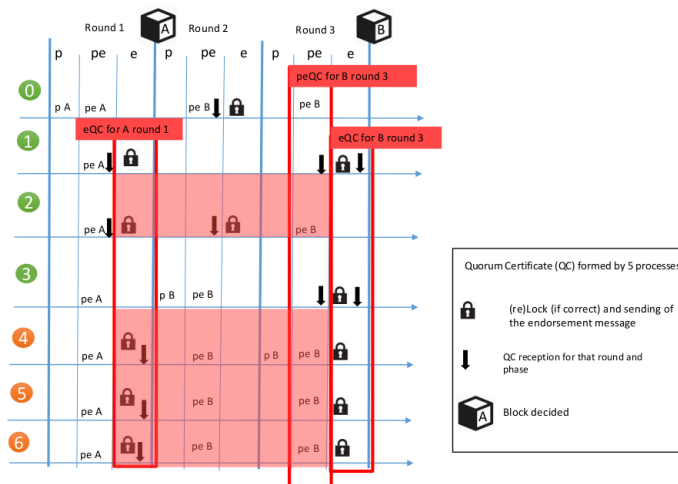 Round 1
A
Round 2
Round 3
B
p pe e p pe e p pe e
peQC for B round 3
0
p A pe A pe B pe B
eQC for A round 1
eQC for B round 3
1
pe A
2
pe A pe B
3
pe A p B pe B
4
pe A pe B p B pe B
5
pe A pe B pe B
6
pe A pe B pe B
Quorum Certificate (QC) formed by 5 processes
(re)Lock (if correct) and sending of
the endorsement message
QC reception for that round and
phase
A
Block decided